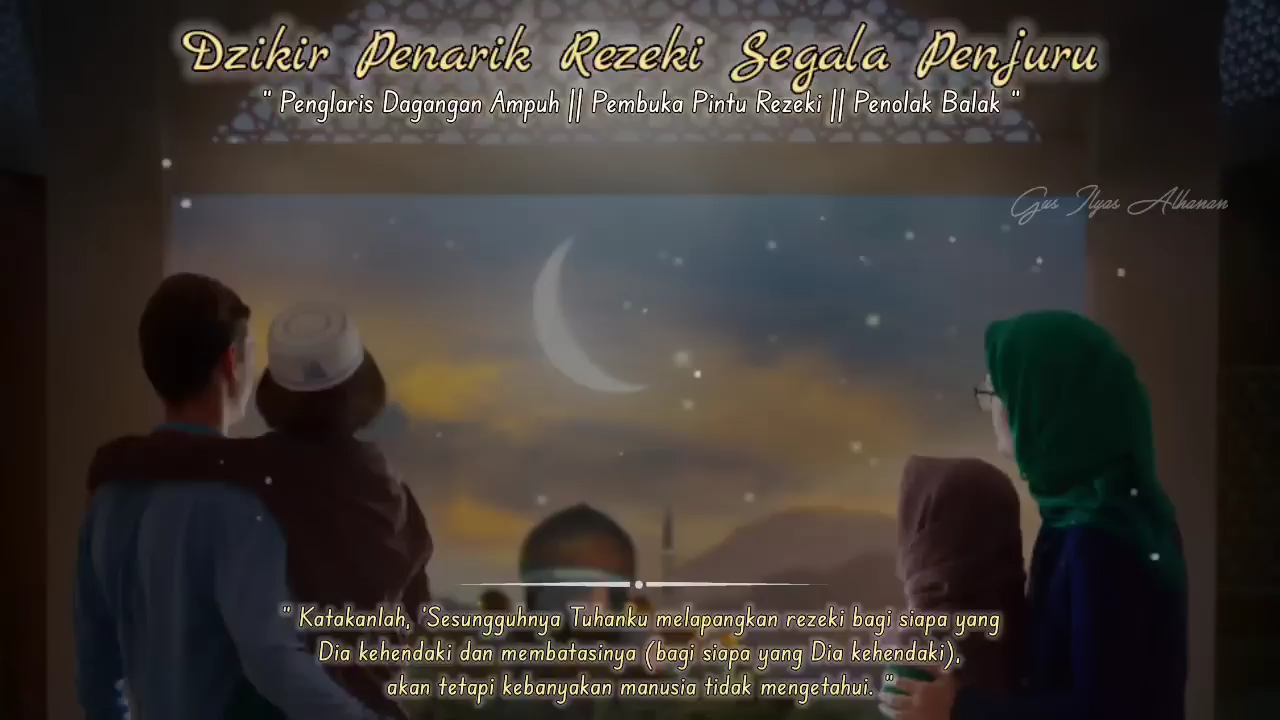 Dzikir Penarik Rezeki Segala Penjuru
" Penglaris Dagangan Ampuh || Pembuka Pintu Rezeki || Penolak Balak "
Gus Ilyas Alhanan
" Katakanlah, 'Sesungguhnya Tuhanku melapangkan rezeki bagi siapa yang
Dia kehendaki dan membatasinya (bagi siapa yang Dia kehendaki),
akan tetapi kebanyakan manusia tidak mengetahui. "